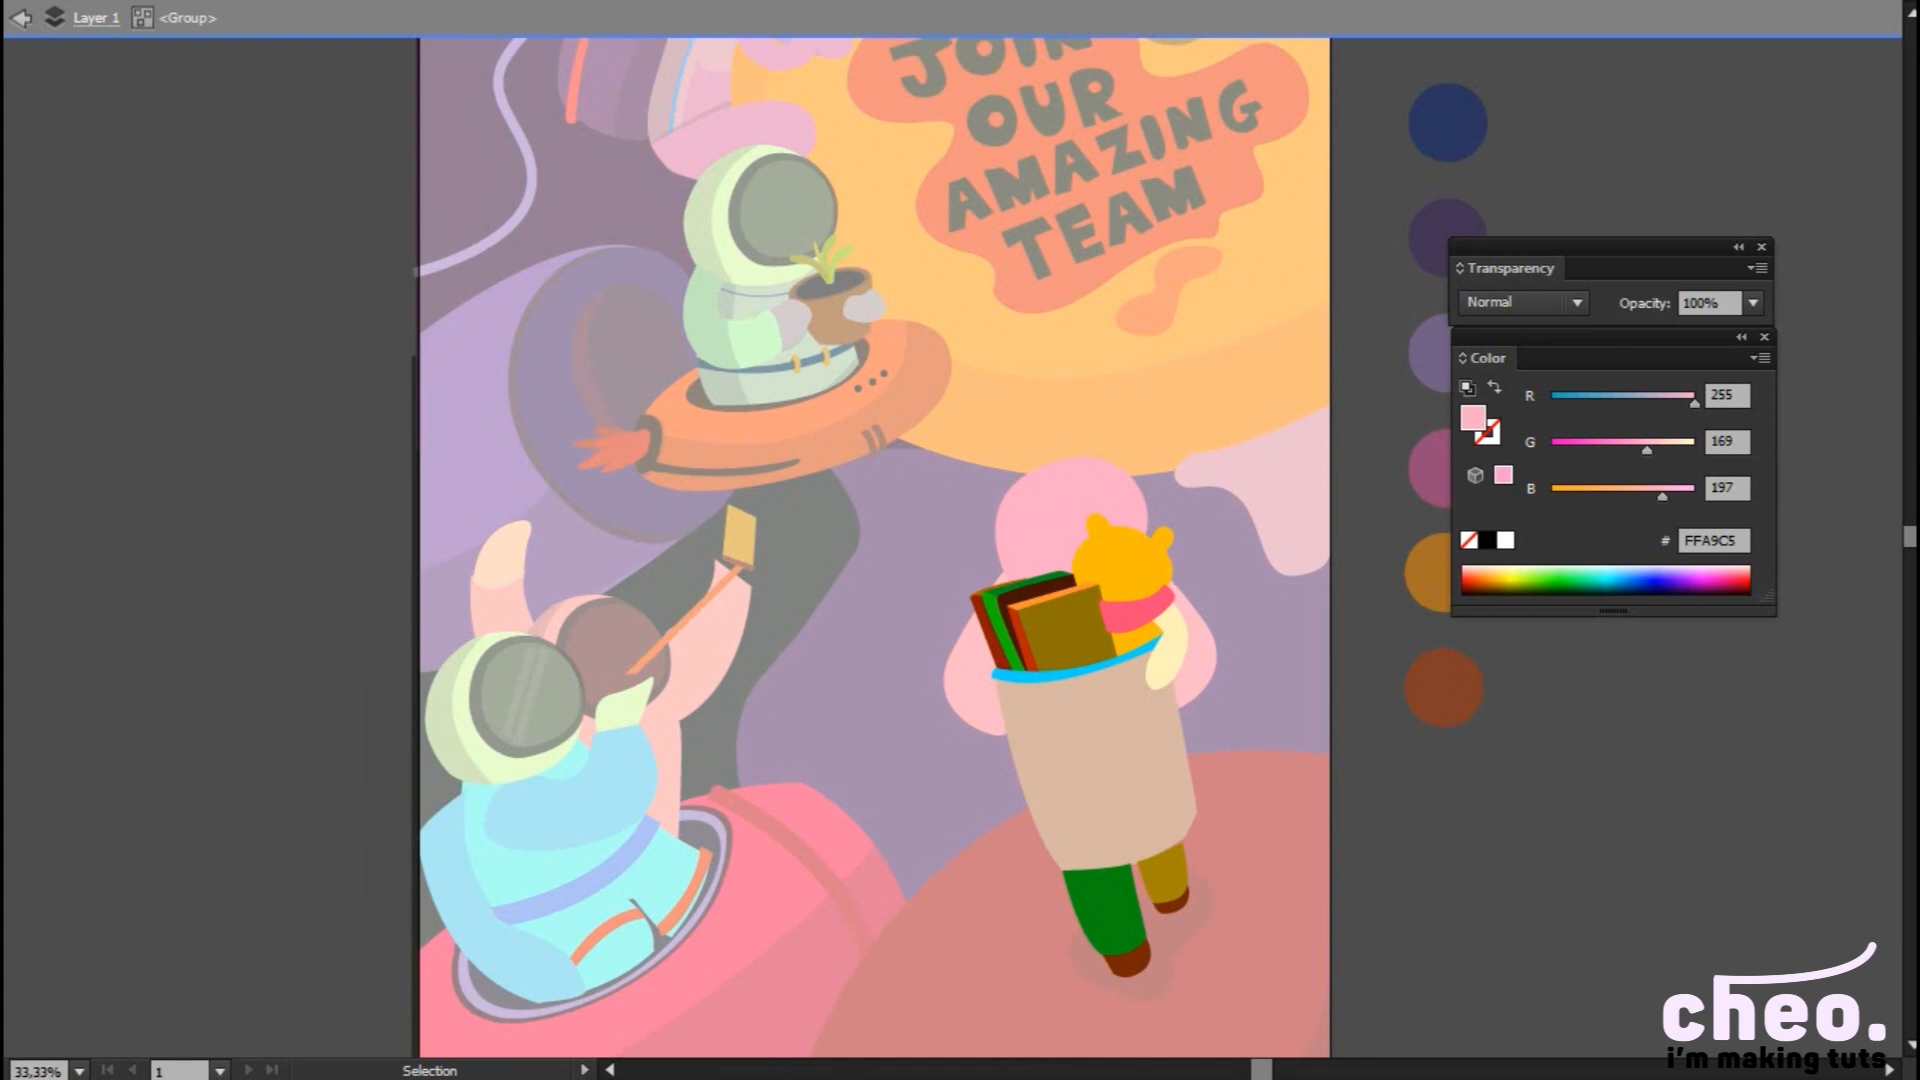 Layer 1 <Group>
JOIN
OUR
AMAZING
TEAM
Transparency
Normal Opacity: 100%
Color
R 255
G 169
B 197
# FFA9C5
cheo.
i'm making tuts
33,33% 1 Selection